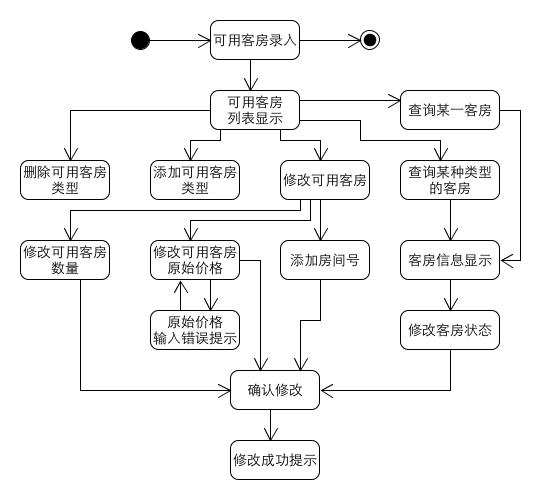 可用客房录入
可用客房
列表显示
查询某一客房
删除可用客房
类型
添加可用客房
类型
修改可用客房
查询某种类型
的客房
修改可用客房
数量
修改可用客房
原始价格
添加房间号
客房信息显示
原始价格
输入错误提示
修改客房状态
确认修改
修改成功提示